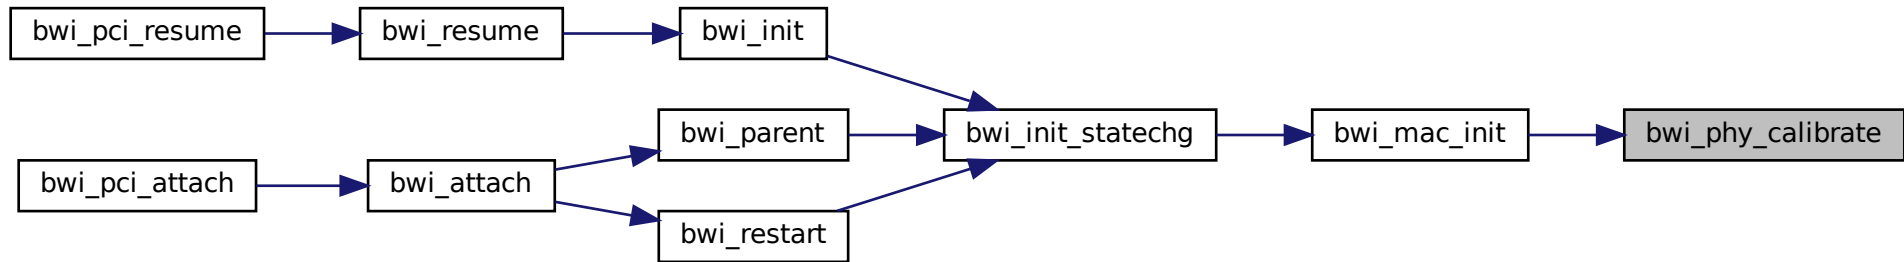 bwi_pci_resume
bwi_resume
bwi_init
bwi_parent
bwi_init_statechg
bwi_mac_init
bwi_phy_calibrate
bwi_pci_attach
bwi_attach
bwi_restart